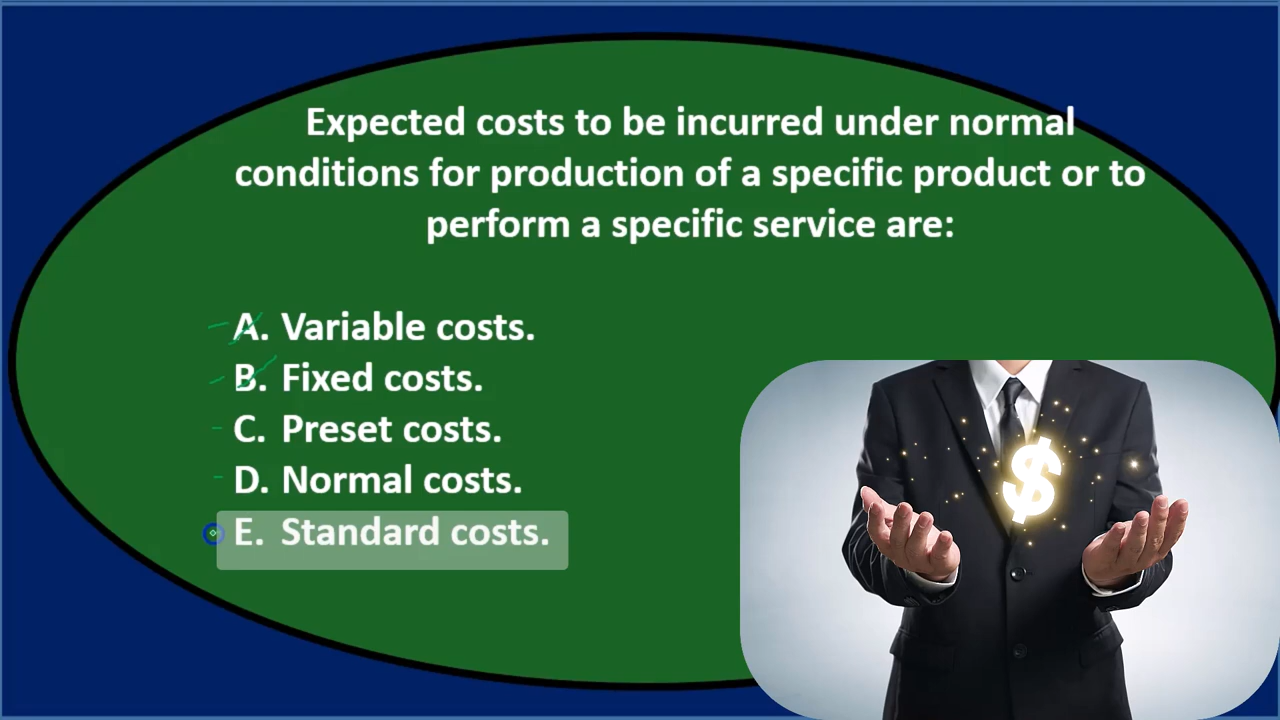 Expected costs to be incurred under normal
conditions for production of a specific product or to
perform a specific service are:
A. Variable costs.
B. Fixed costs.
C. Preset costs.
D. Normal costs.
E. Standard costs.
$